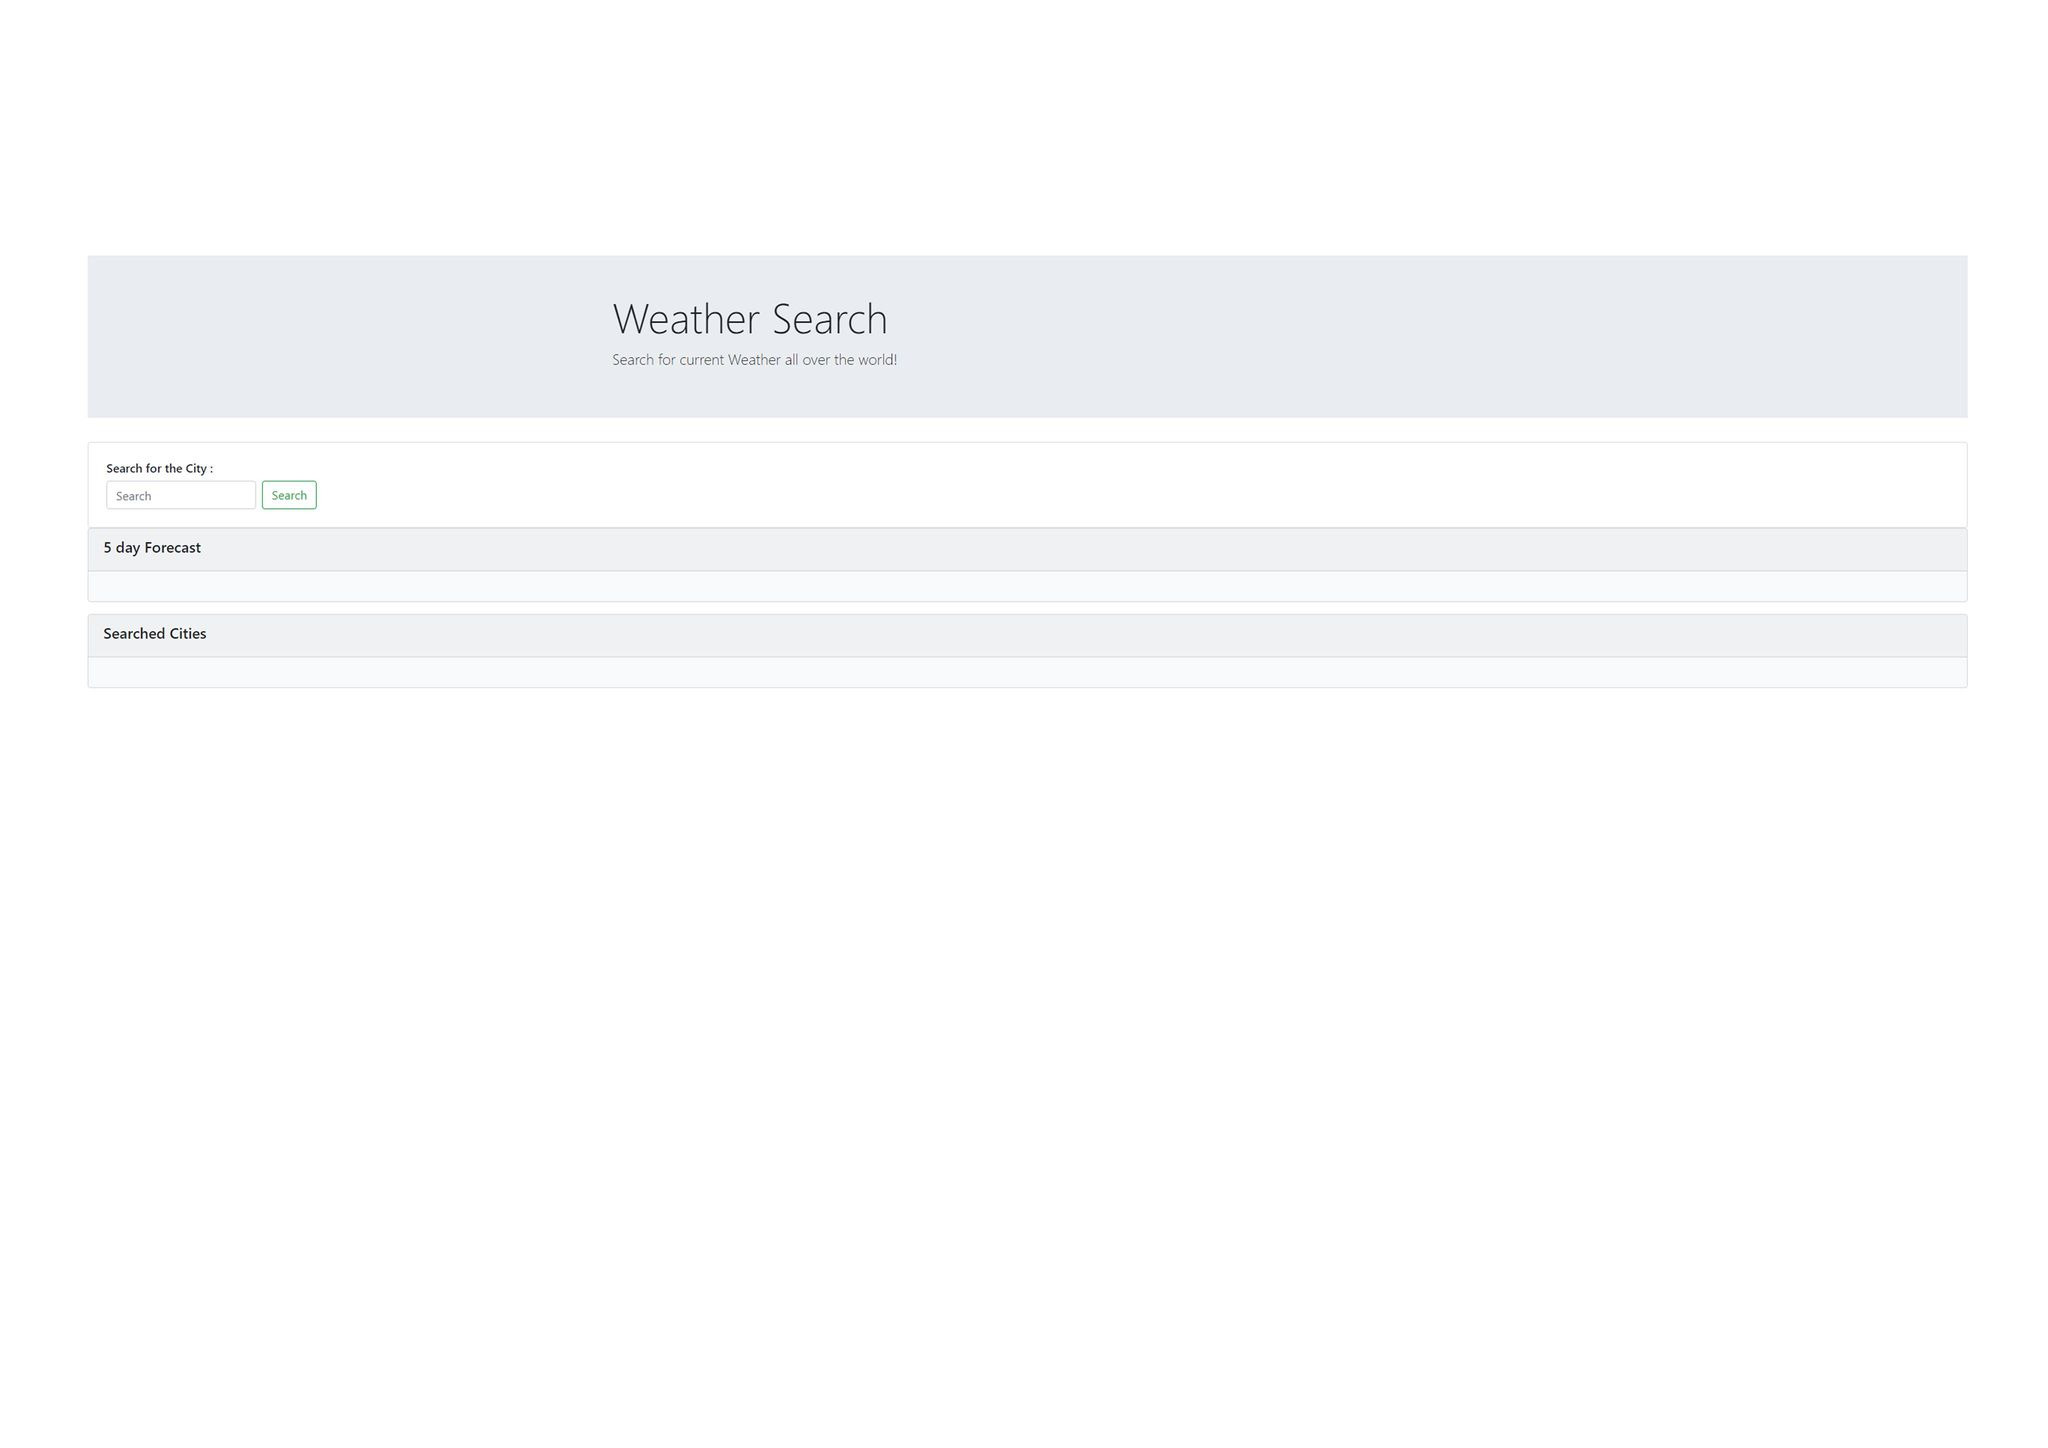 Weather Search
Search for current Weather all over the world!
Search for the City :
Search Search
5 day Forecast
Searched Cities